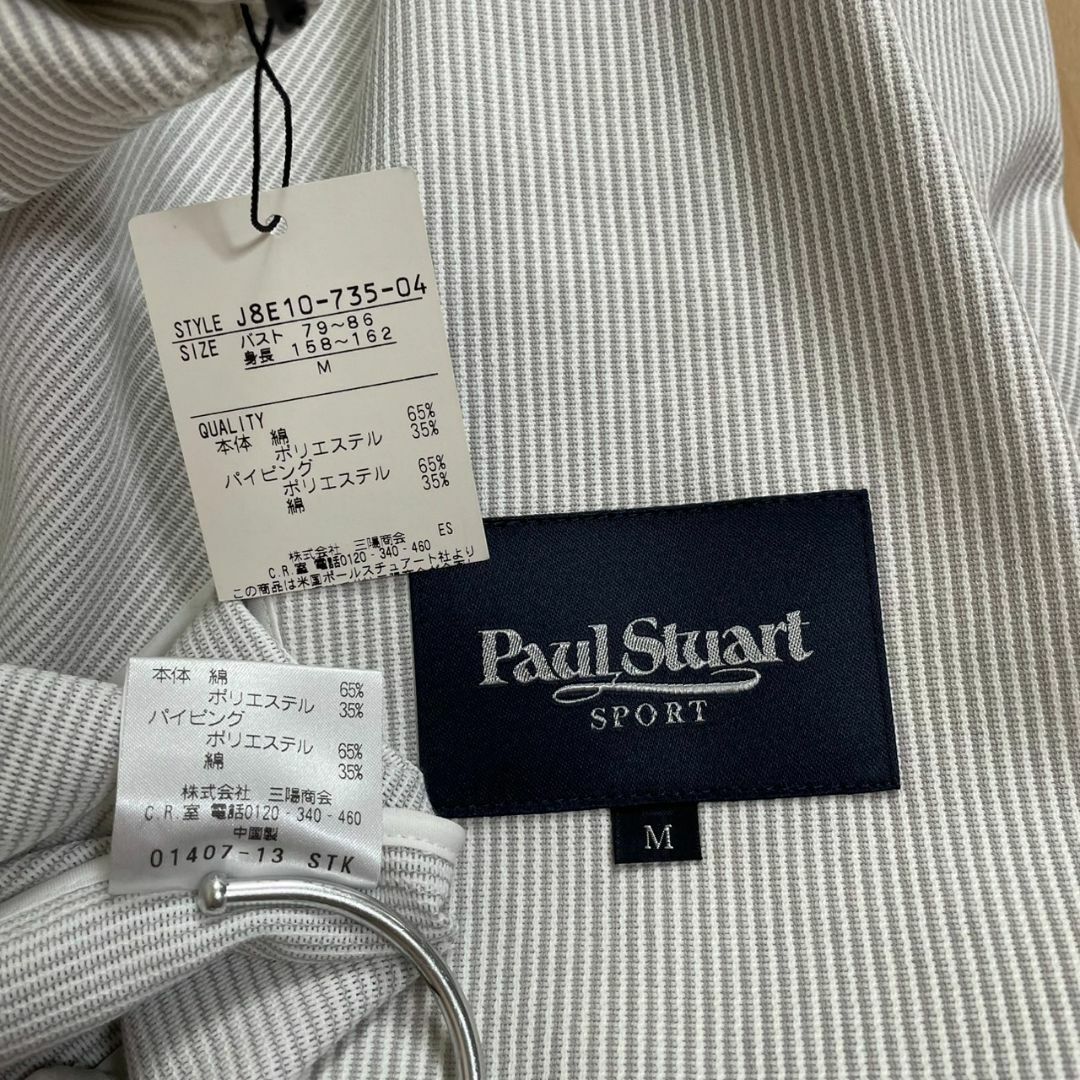 STYLE J8E10-735-04
SIZE バスト 79～86
身長 158～162
M
QUALITY
本体 綿 65%
ポリエステル 35%
パイピング
ポリエステル 65%
綿 35%
ES
株式会社 三陽商会
C.R.室 電話0120-340-460
この商品は米国ポールスチュアート社より
Paul Stuart
SPORT
M
本体 綿 65%
ポリエステル 35%
パイピング
ポリエステル 65%
綿 35%
株式会社 三陽商会
C.R.室 電話0120-340-460
中国製
01407-13 STK